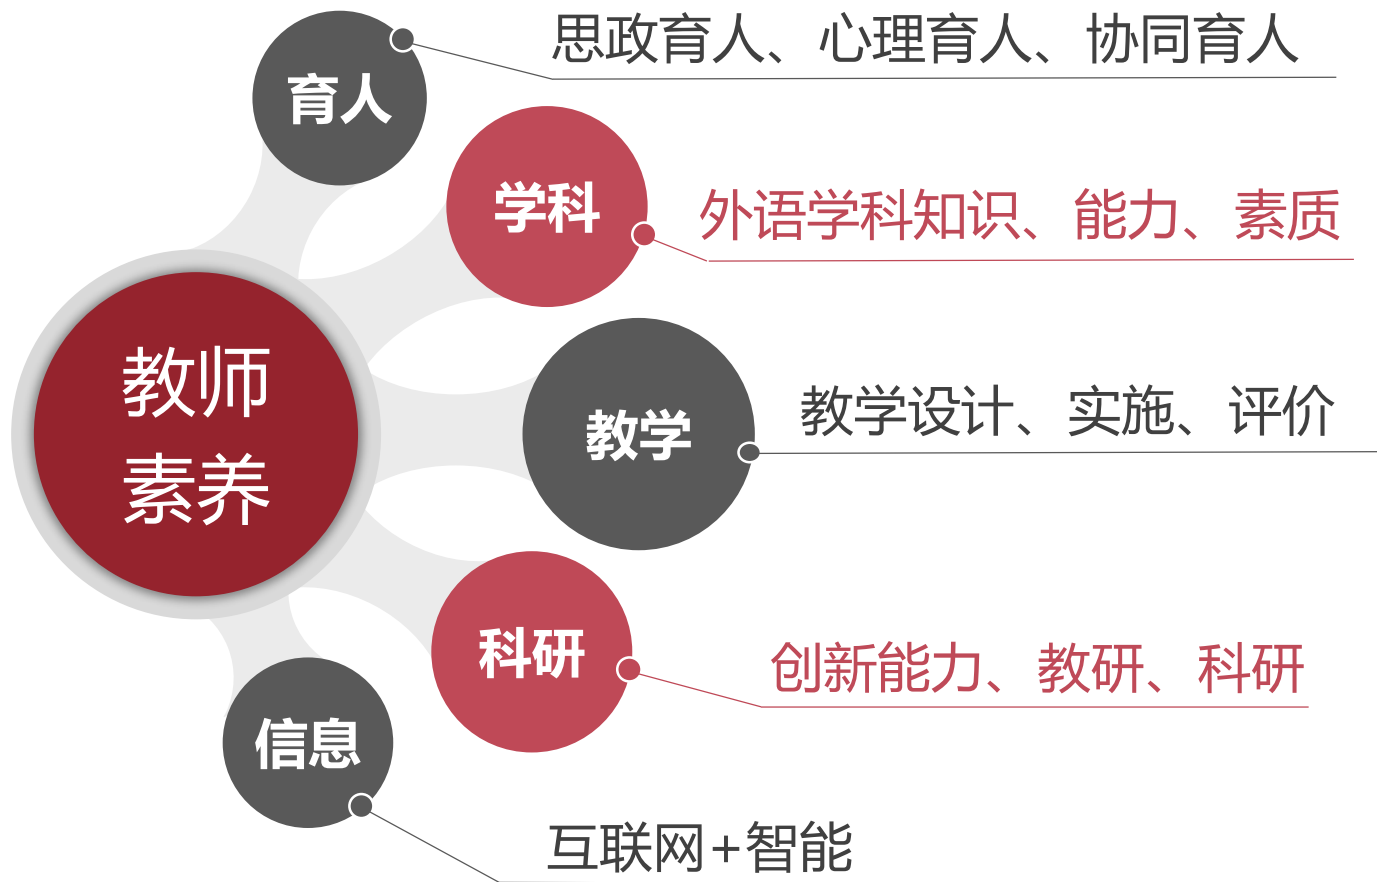 育人
思政育人、心理育人、协同育人
学科
外语学科知识、能力、素质
教师
素养
教学
教学设计、实施、评价
科研
创新能力、教研、科研
信息
互联网+智能